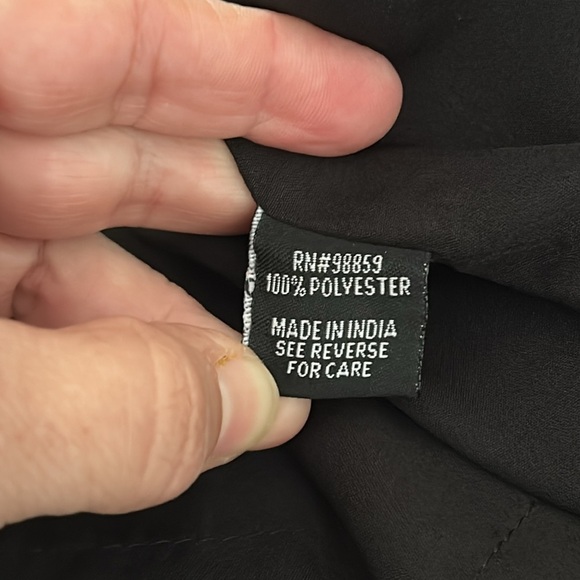 RN#98859
100% POLYESTER
MADE IN INDIA
SEE REVERSE
FOR CARE